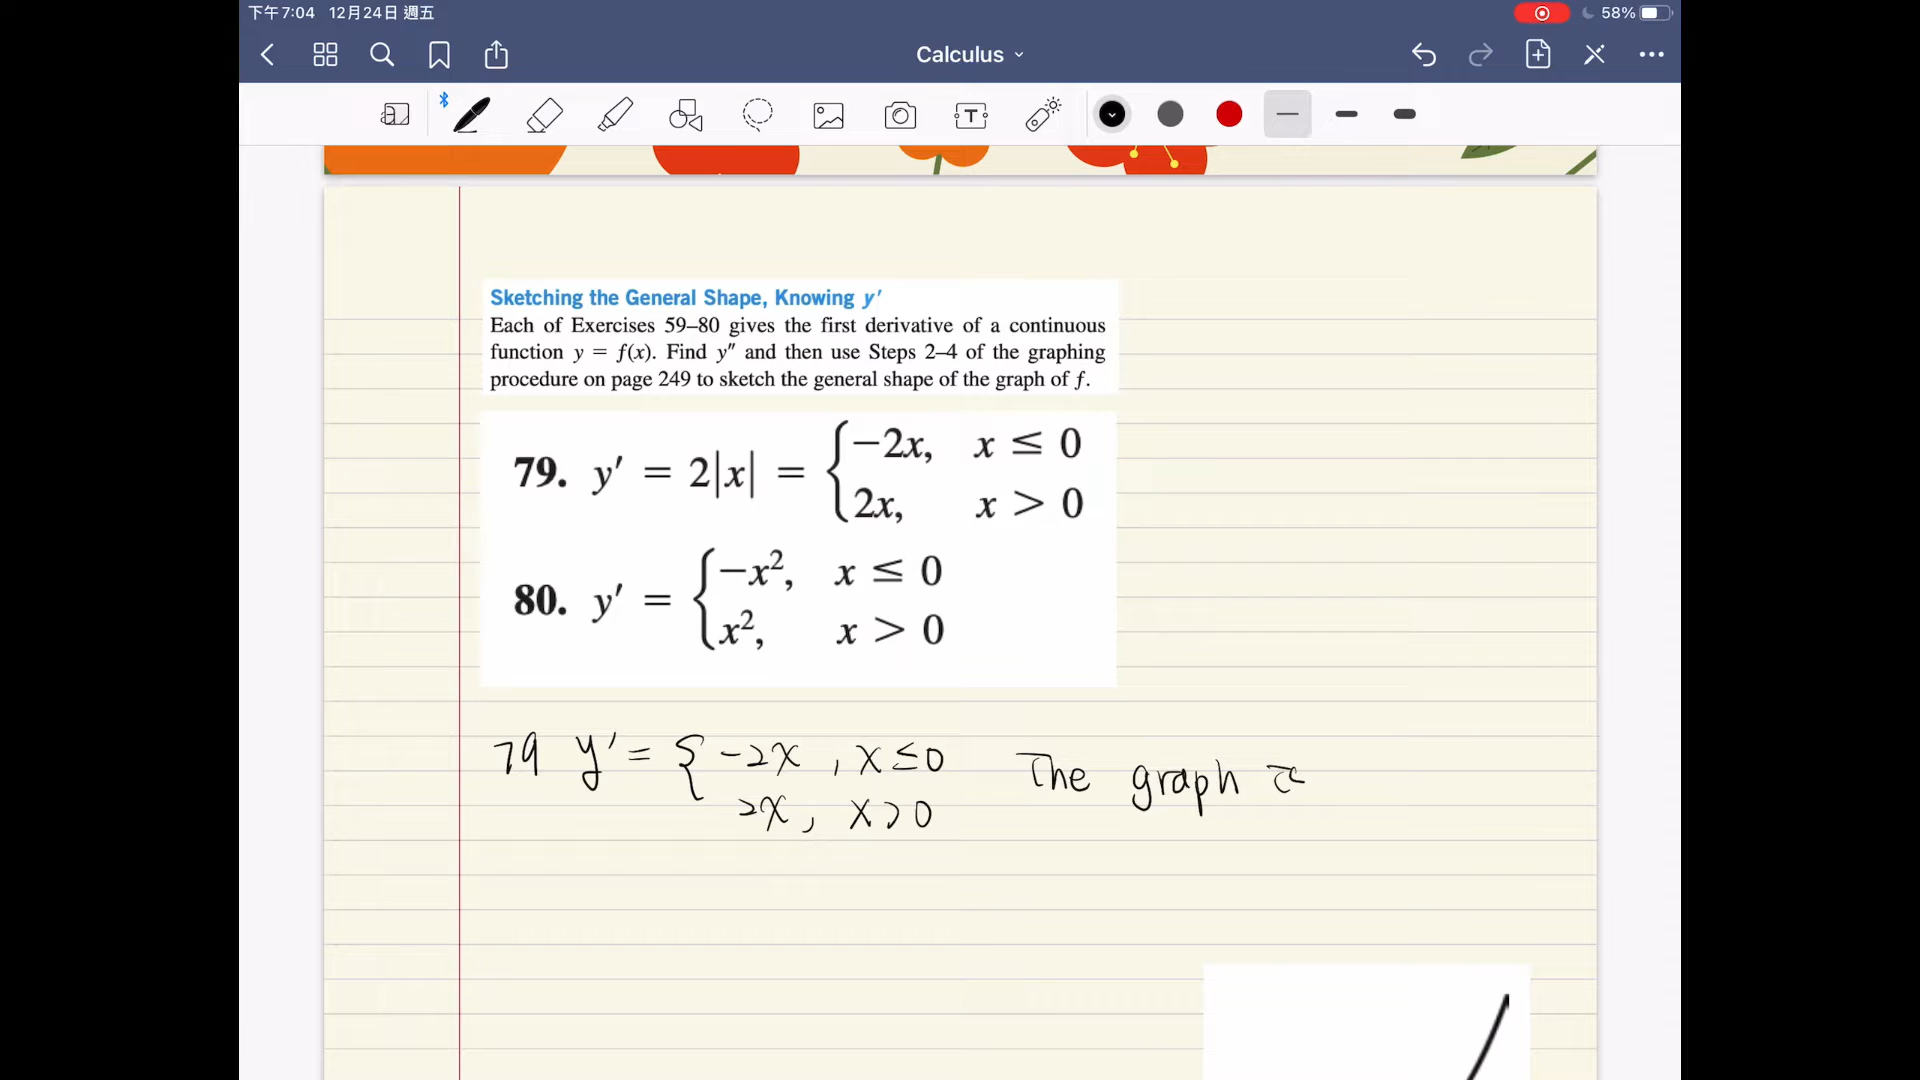 下午7:04 12月24日 週五
58%
Calculus
T
Sketching the General Shape, Knowing y′
Each of Exercises 59–80 gives the first derivative of a continuous
function y = f(x). Find y″ and then use Steps 2–4 of the graphing
procedure on page 249 to sketch the general shape of the graph of f.
79. y′ = 2|x| = { −2x, x ≤ 0
2x, x > 0
80. y′ = { −x², x ≤ 0
x², x > 0
79 y′ = { −2x , x ≤ 0 The graph
2x , x > 0